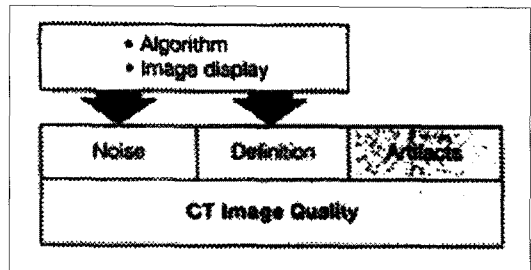 • Algorithm
• Image display
Noise Definition Artifacts
CT Image Quality